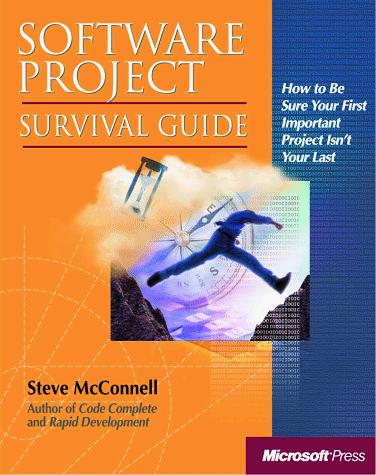 SOFTWARE
PROJECT
SURVIVAL GUIDE
How to Be
Sure Your First
Important
Project Isn't
Your Last
Steve McConnell
Author of Code Complete
and Rapid Development
Microsoft Press